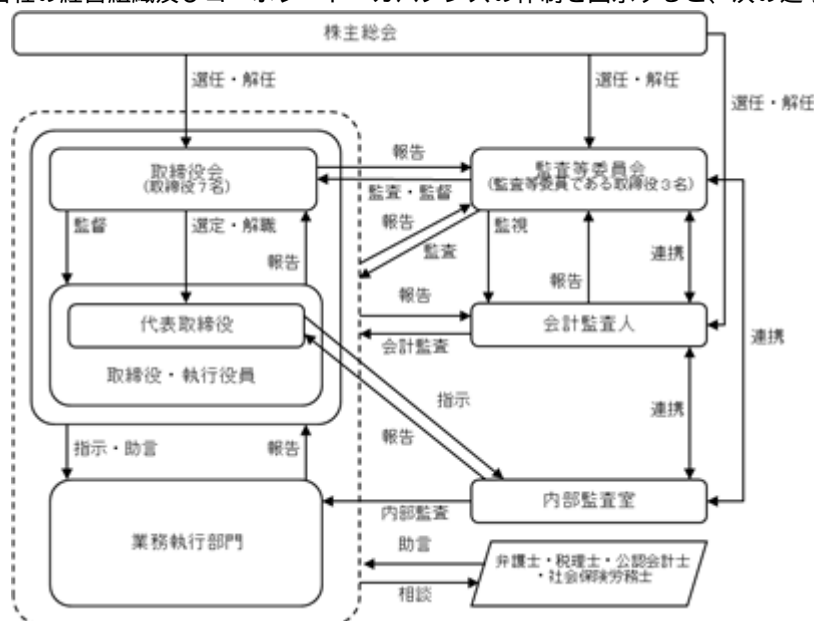 株主総会
選任・解任
選任・解任
選任・解任
取締役会
(取締役7名)
報告
監査・監督
監査等委員会
(監査等委員である取締役3名)
監督
選定・解職
報告
報告
監査
監視
報告
連携
代表取締役
取締役・執行役員
報告
会計監査
会計監査人
連携
指示
報告
連携
指示・助言
報告
業務執行部門
内部監査
内部監査室
助言
相談
弁護士・税理士・公認会計士
・社会保険労務士